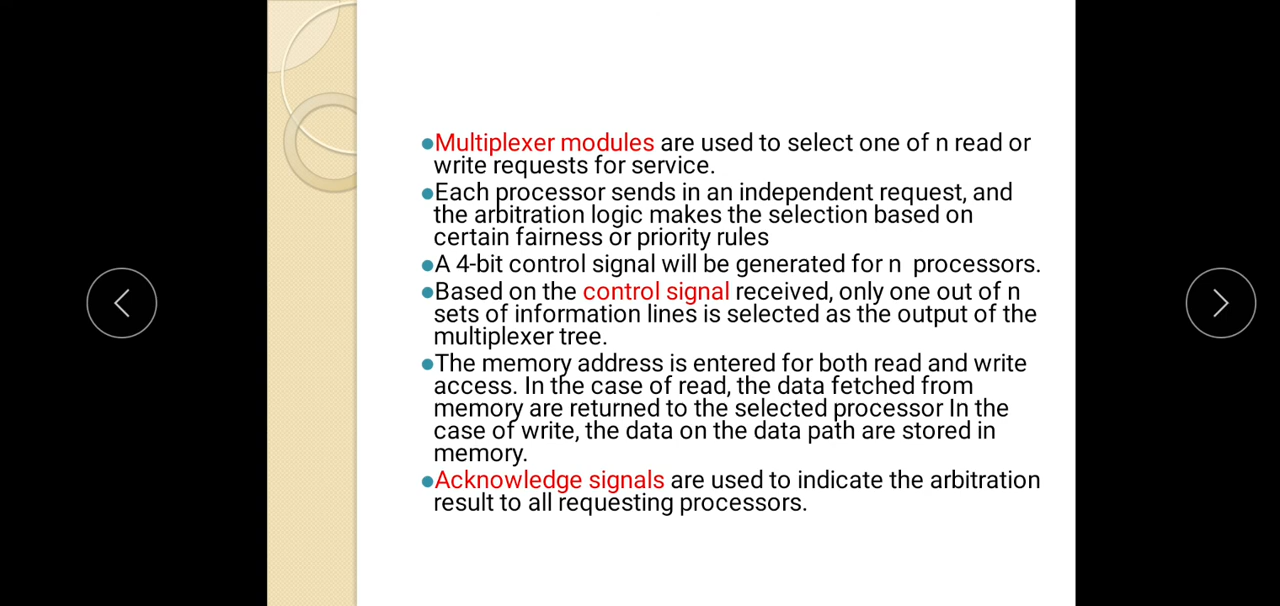 ●Multiplexer modules are used to select one of n read or
write requests for service.
●Each processor sends in an independent request, and
the arbitration logic makes the selection based on
certain fairness or priority rules
●A 4-bit control signal will be generated for n  processors.
●Based on the control signal received, only one out of n
sets of information lines is selected as the output of the
multiplexer tree.
●The memory address is entered for both read and write
access. In the case of read, the data fetched from
memory are returned to the selected processor In the
case of write, the data on the data path are stored in
memory.
●Acknowledge signals are used to indicate the arbitration
result to all requesting processors.